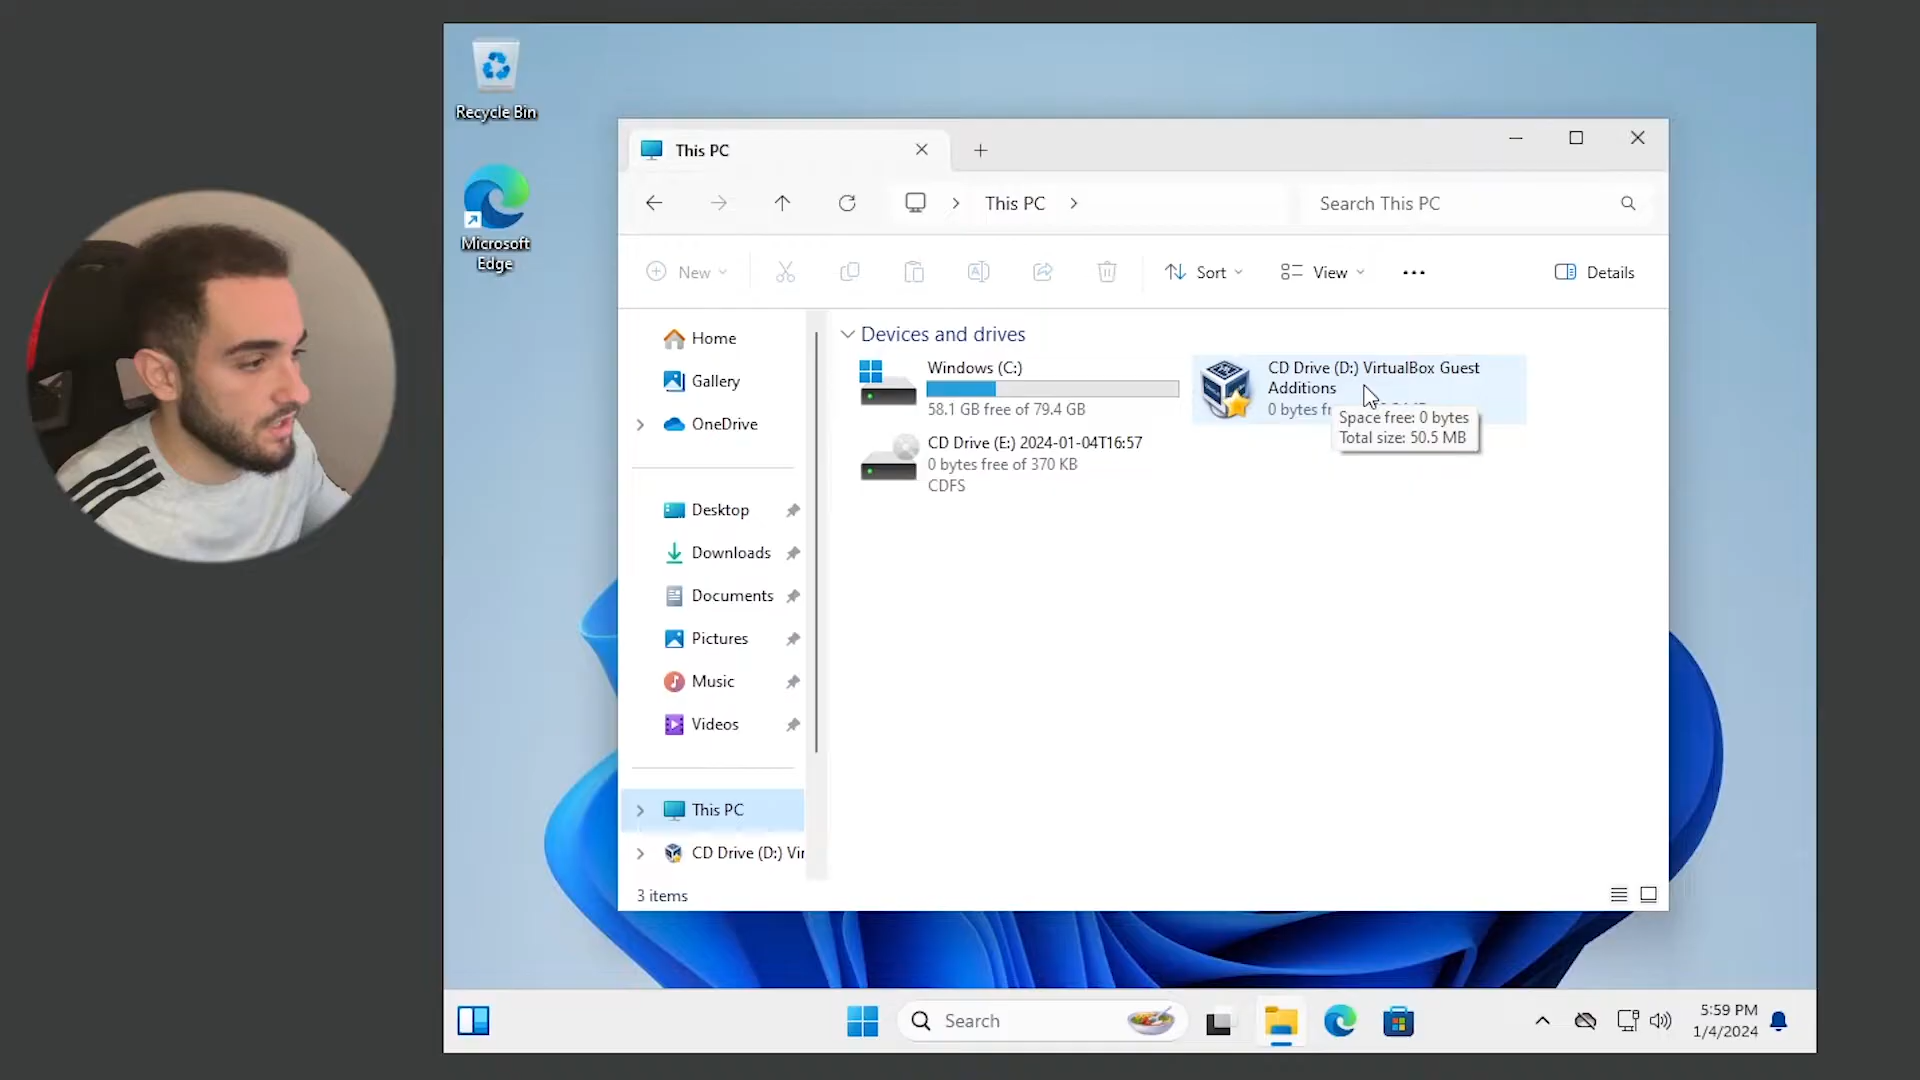 Recycle Bin
Microsoft
Edge
This PC
This PC
Search This PC
New
Sort
View
Details
Home
Gallery
OneDrive
Desktop
Downloads
Documents
Pictures
Music
Videos
This PC
CD Drive (D:) Vir
Devices and drives
Windows (C:)
58.1 GB free of 79.4 GB
CD Drive (D:) VirtualBox Guest
Additions
0 bytes fr
Space free: 0 bytes
Total size: 50.5 MB
CD Drive (E:) 2024-01-04T16:57
0 bytes free of 370 KB
CDFS
3 items
Search
5:59 PM
1/4/2024